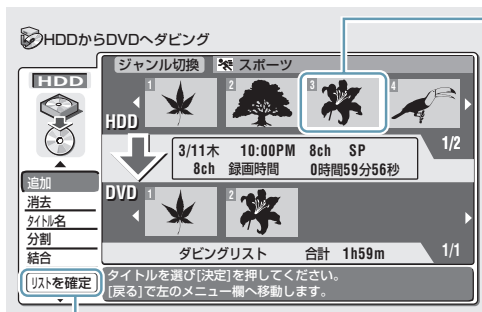 HDDからDVDへダビング
ジャンル切換 スポーツ
HDD
1 2 3 4
HDD
1/2
3/11木 10:00PM 8ch SP
8ch 録画時間 0時間59分56秒
追加
消去
タイトル名
分割
結合
リストを確定
DVD
1 2
ダビングリスト 合計 1h59m 1/1
タイトルを選び[決定]を押してください。
[戻る]で左のメニュー欄へ移動します。